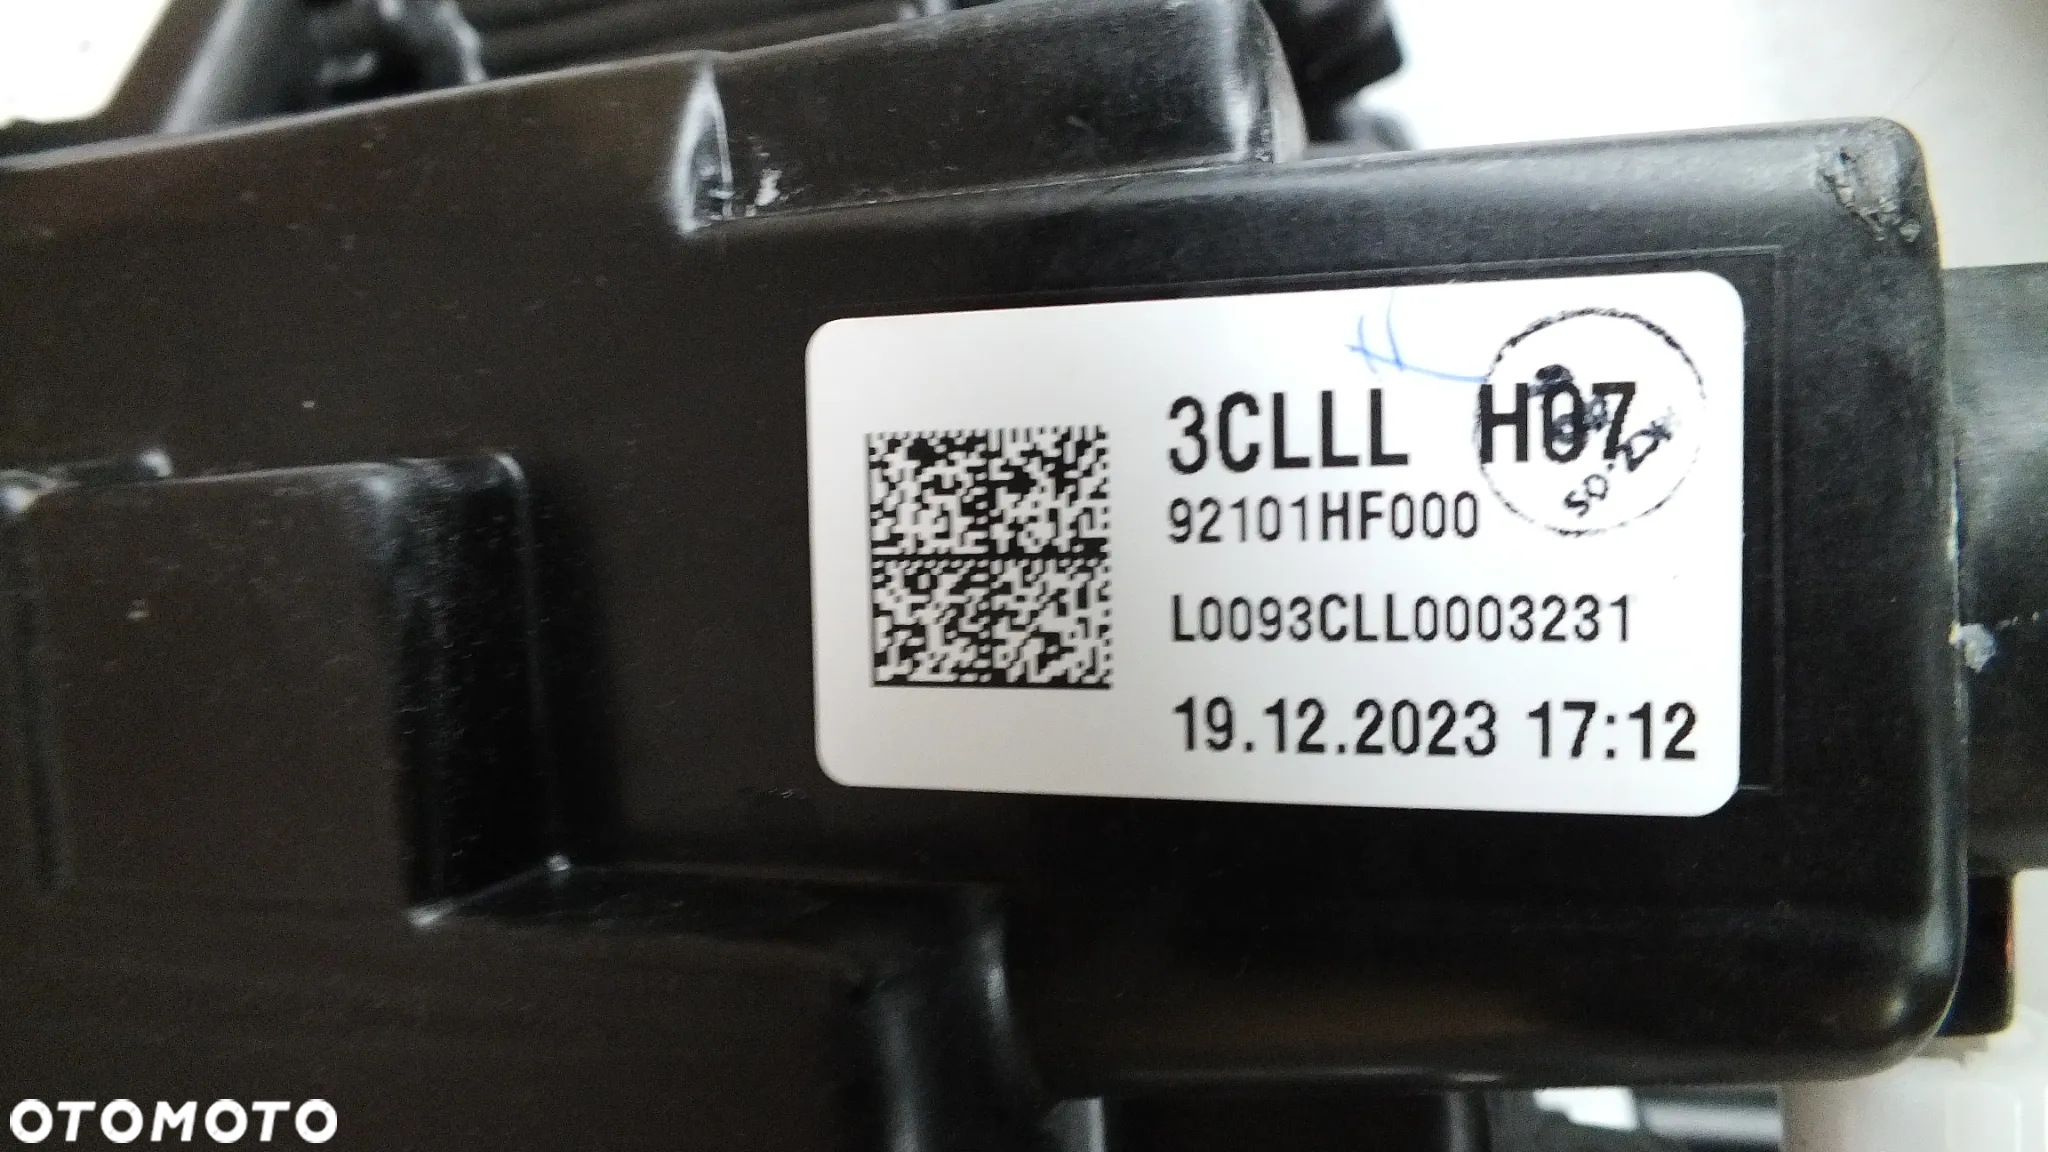 3CLLL H07
92101HF000
L0093CLL0003231
19.12.2023 17:12
OTOMOTO